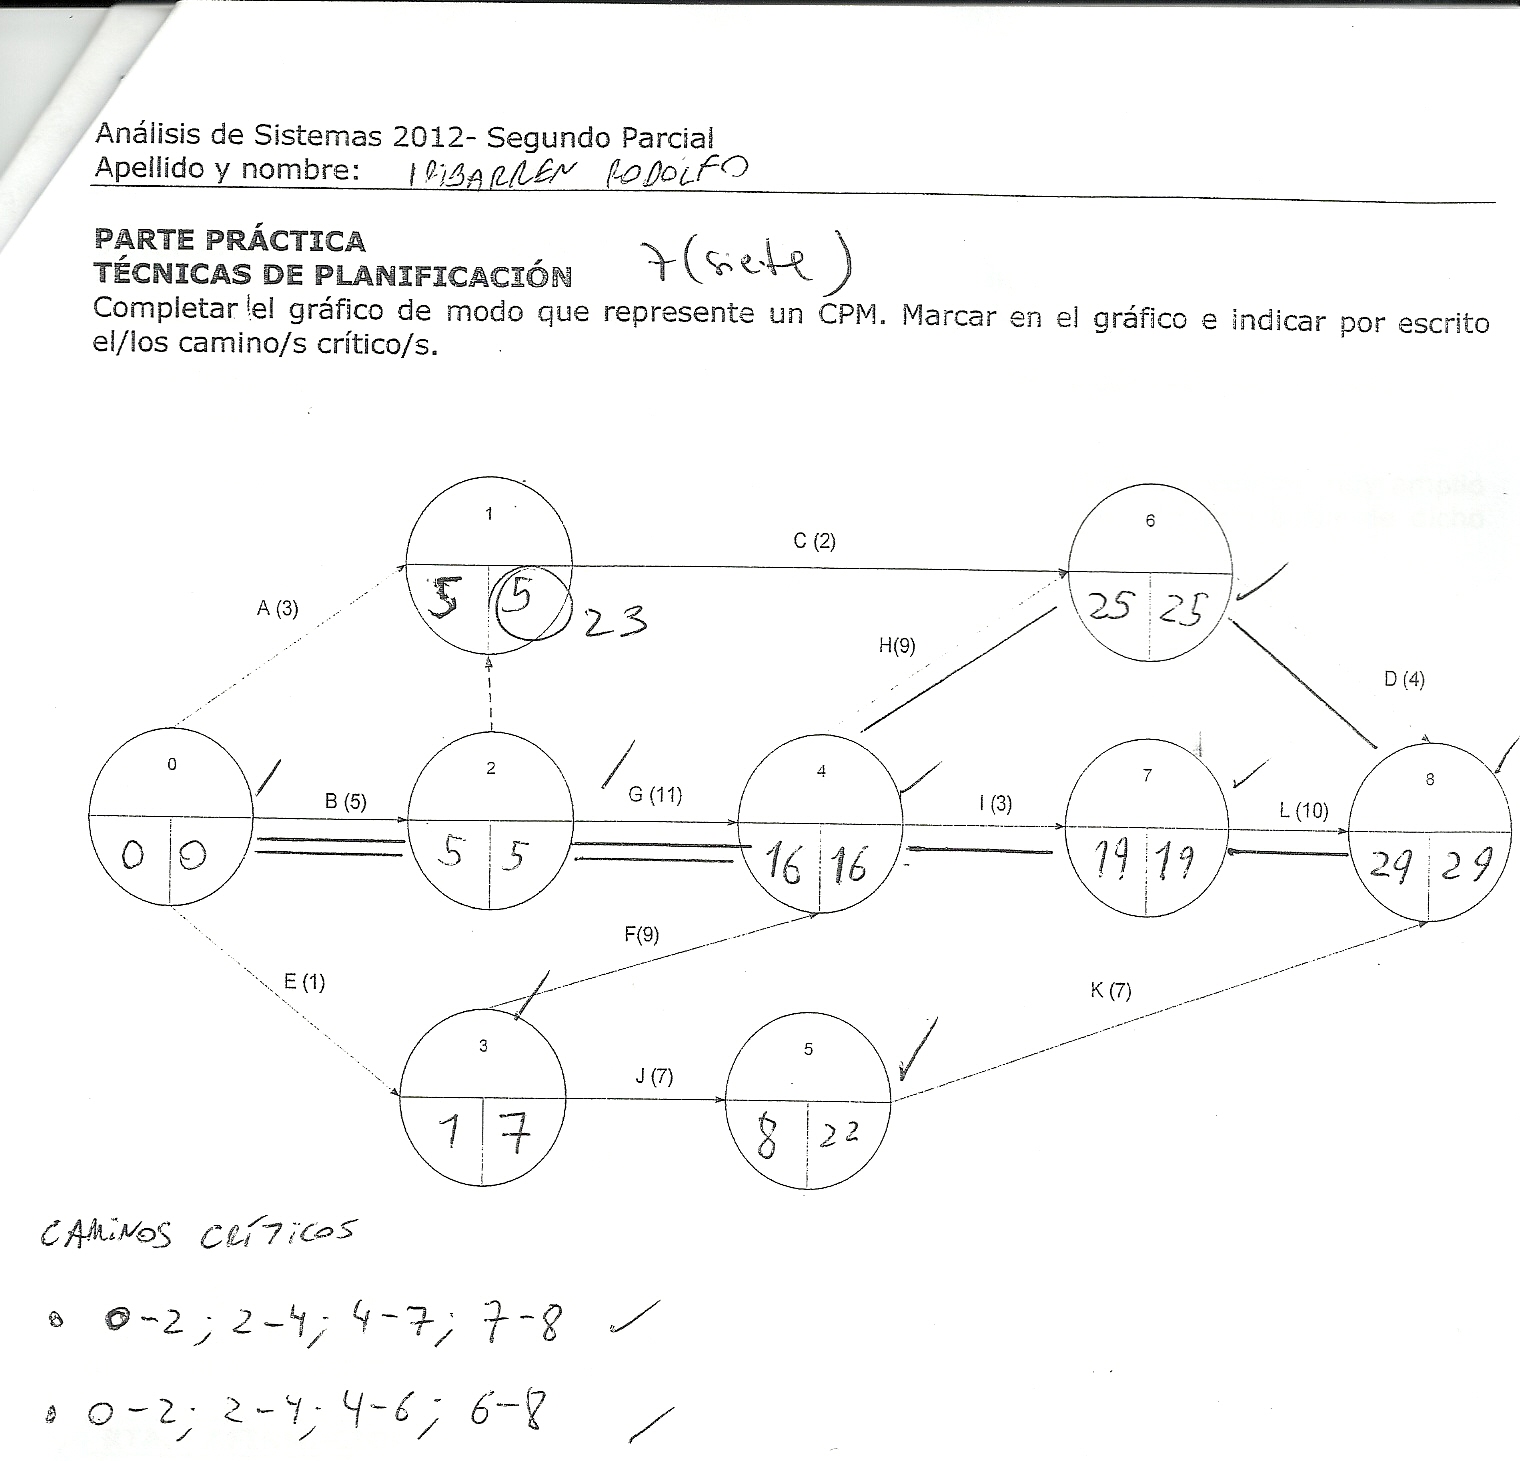 Análisis de Sistemas 2012- Segundo Parcial
Apellido y nombre: IRIBARREN RODOLFO
PARTE PRÁCTICA
7 (siete)
TÉCNICAS DE PLANIFICACIÓN
Completar el gráfico de modo que represente un CPM. Marcar en el gráfico e indicar por escrito
el/los camino/s crítico/s.
1
6
C (2)
5 5
23
25 25
A (3)
H(9)
D (4)
0
2
4
7
8
B (5)
G (11)
I (3)
L (10)
0 0
5 5
16 16
19 19
29 29
F(9)
E (1)
K (7)
3
5
J (7)
1 7
8 22
CAMINOS CRÍTICOS
0-2; 2-4; 4-7; 7-8
0-2; 2-4; 4-6; 6-8